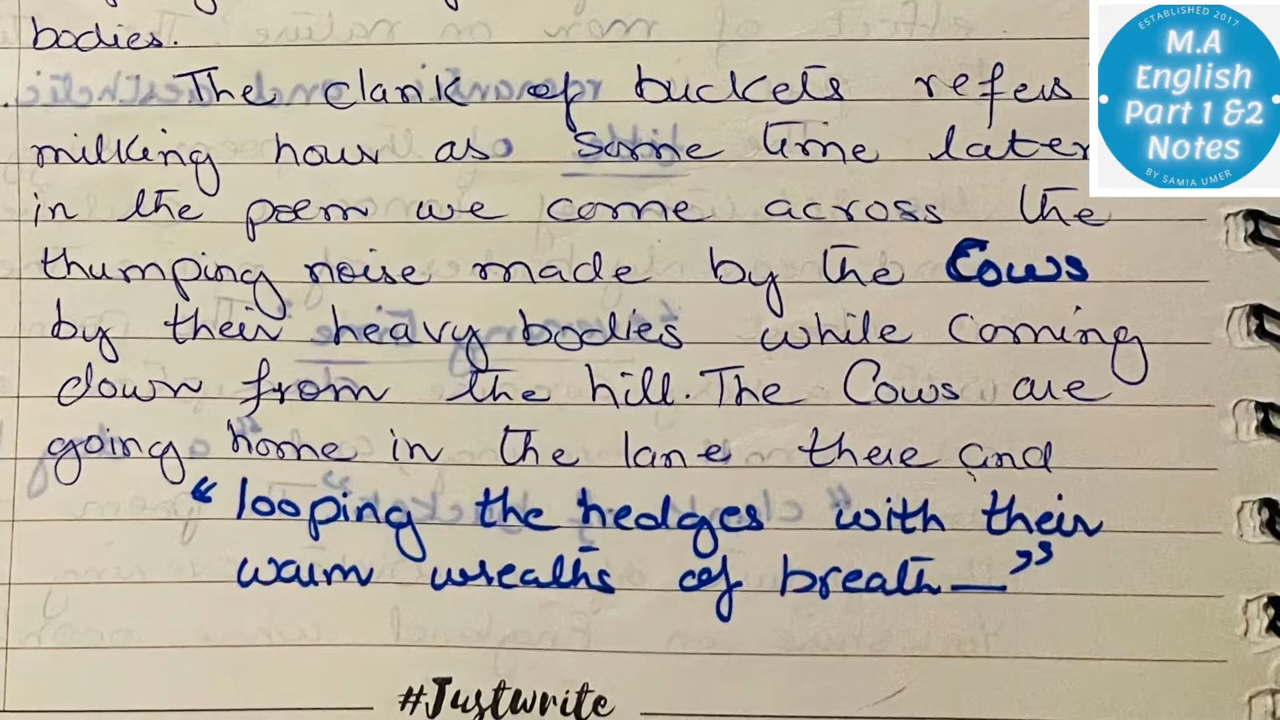 bodies.
The clank of buckets refers
milking hour as some time later
in the poem we come across the
thumping noise made by the Cows
by their heavy bodies while coming
down from the hill. The Cows are
going home in the lane there and
"looping the hedges with their
warm wreaths of breath—"
#Justwrite
ESTABLISHED 2017
M.A
English
Part 1 &2
Notes
BY SAMIA UMER